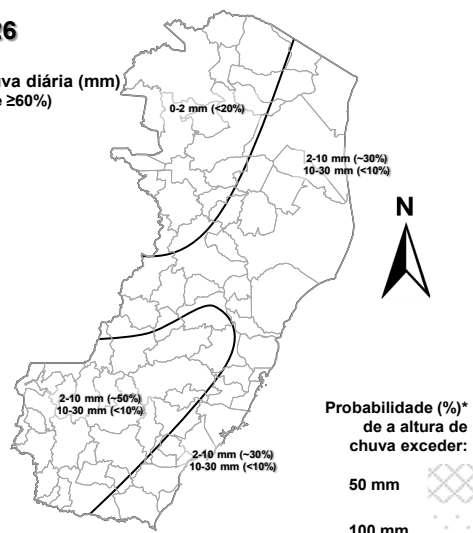 26
uva diária (mm)
e ≥60%)
0-2 mm (<20%)
2-10 mm (~30%)
10-30 mm (<10%)
N
2-10 mm (~50%)
10-30 mm (<10%)
2-10 mm (~30%)
10-30 mm (<10%)
Probabilidade (%)*
de a altura de
chuva exceder:
50 mm
100 mm